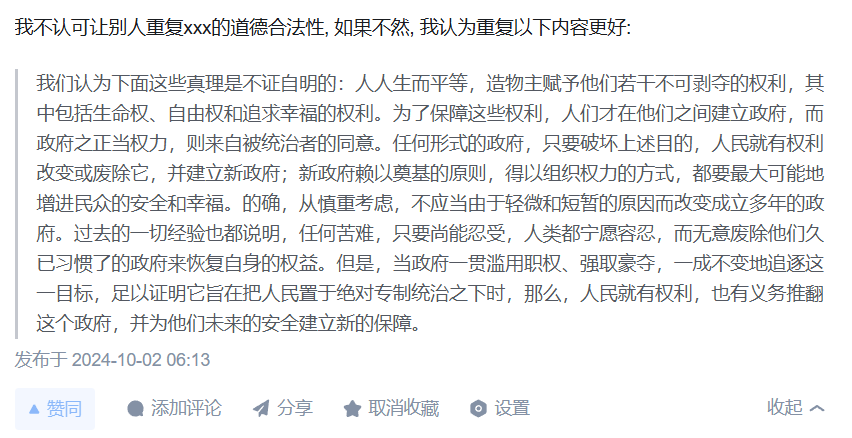 我不认可让别人重复xxx的道德合法性, 如果不然, 我认为重复以下内容更好:
我们认为下面这些真理是不证自明的：人人生而平等，造物主赋予他们若干不可剥夺的权利，其
中包括生命权、自由权和追求幸福的权利。为了保障这些权利，人们才在他们之间建立政府，而
政府之正当权力，则来自被统治者的同意。任何形式的政府，只要破坏上述目的，人民就有权利
改变或废除它，并建立新政府；新政府赖以奠基的原则，得以组织权力的方式，都要最大可能地
增进民众的安全和幸福。的确，从慎重考虑，不应当由于轻微和短暂的原因而改变成立多年的政
府。过去的一切经验也都说明，任何苦难，只要尚能忍受，人类都宁愿容忍，而无意废除他们久
已习惯了的政府来恢复自身的权益。但是，当政府一贯滥用职权、强取豪夺，一成不变地追逐这
一目标，足以证明它旨在把人民置于绝对专制统治之下时，那么，人民就有权利，也有义务推翻
这个政府，并为他们未来的安全建立新的保障。
发布于 2024-10-02 06:13
赞同 添加评论 分享 取消收藏 设置 收起